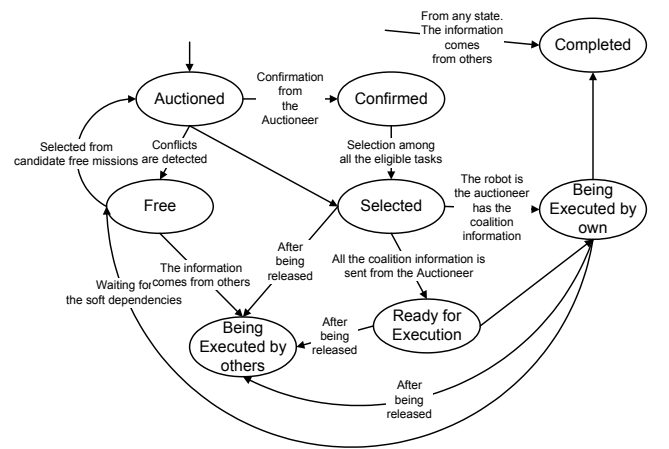 From any state.
The information
comes
from others
Completed
Auctioned
Confirmation
from
the
Auctioneer
Confirmed
Selected from
candidate free missions
Conflicts
are detected
Selection among
all the eligible tasks
Free
Selected
The robot is
the auctioneer
has the
coalition
information
Being
Executed by
own
After
being
released
All the coalition information is
sent from the Auctioneer
Waiting for
the soft dependencies
The information
comes from others
Ready for
Execution
Being
Executed by
others
After
being
released
After
being
released